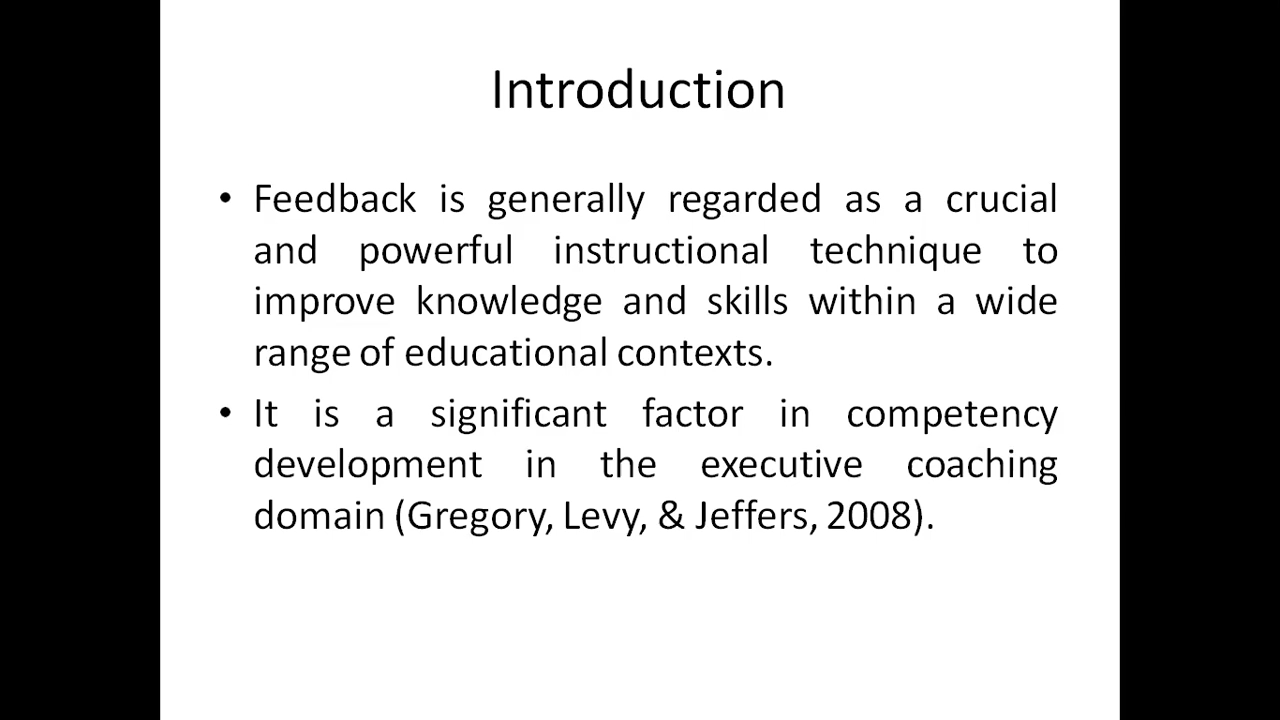 Introduction
• Feedback is generally regarded as a crucial
and powerful instructional technique to
improve knowledge and skills within a wide
range of educational contexts.
• It is a significant factor in competency
development in the executive coaching
domain (Gregory, Levy, & Jeffers, 2008).